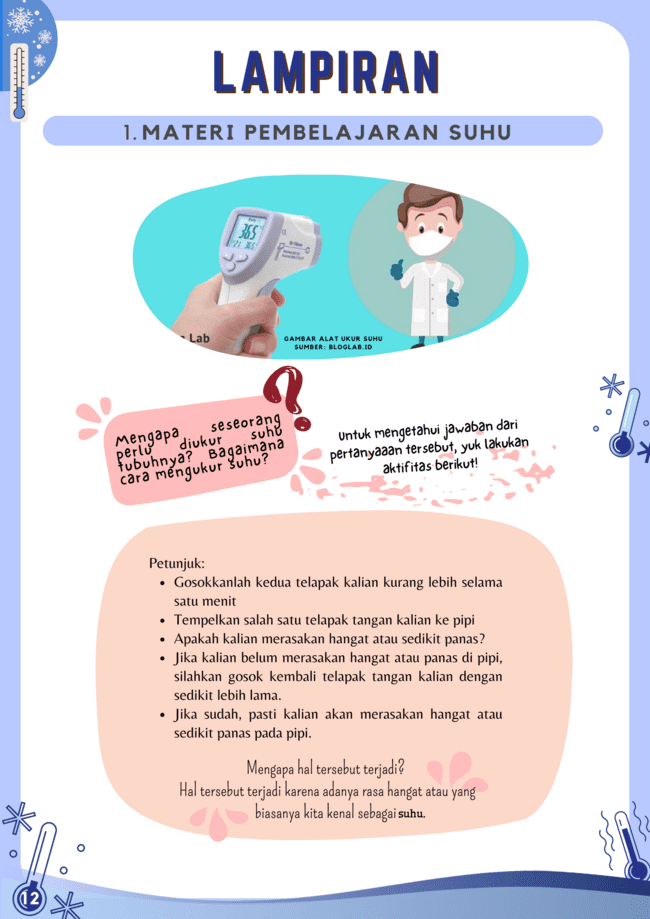 LAMPIRAN
1. MATERI PEMBELAJARAN SUHU
36.5
Lab
GAMBAR ALAT UKUR SUHU
SUMBER: BLOGLAB.ID
Mengapa seseorang
perlu diukur suhu
tubuhnya? Bagaimana
cara mengukur suhu?
?
Untuk mengetahui jawaban dari
pertanyaaan tersebut, yuk lakukan
aktifitas berikut!
Petunjuk:
• Gosokkanlah kedua telapak kalian kurang lebih selama
satu menit
• Tempelkan salah satu telapak tangan kalian ke pipi
• Apakah kalian merasakan hangat atau sedikit panas?
• Jika kalian belum merasakan hangat atau panas di pipi,
silahkan gosok kembali telapak tangan kalian dengan
sedikit lebih lama.
• Jika sudah, pasti kalian akan merasakan hangat atau
sedikit panas pada pipi.
Mengapa hal tersebut terjadi?
Hal tersebut terjadi karena adanya rasa hangat atau yang
biasanya kita kenal sebagai suhu.
12